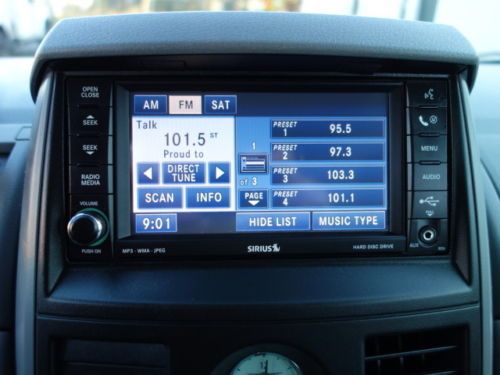 OPEN
CLOSE
SEEK
SEEK
RADIO
MEDIA
VOLUME
PUSH ON
AM FM SAT
Talk
101.5 ST
Proud to
DIRECT
TUNE
SCAN INFO
9:01
1
of 3
PAGE
PRESET
1 95.5
PRESET
2 97.3
PRESET
3 103.3
PRESET
4 101.1
HIDE LIST MUSIC TYPE
MP3 - WMA - JPEG SIRIUS HARD DISC DRIVE
MENU
AUDIO
AUX